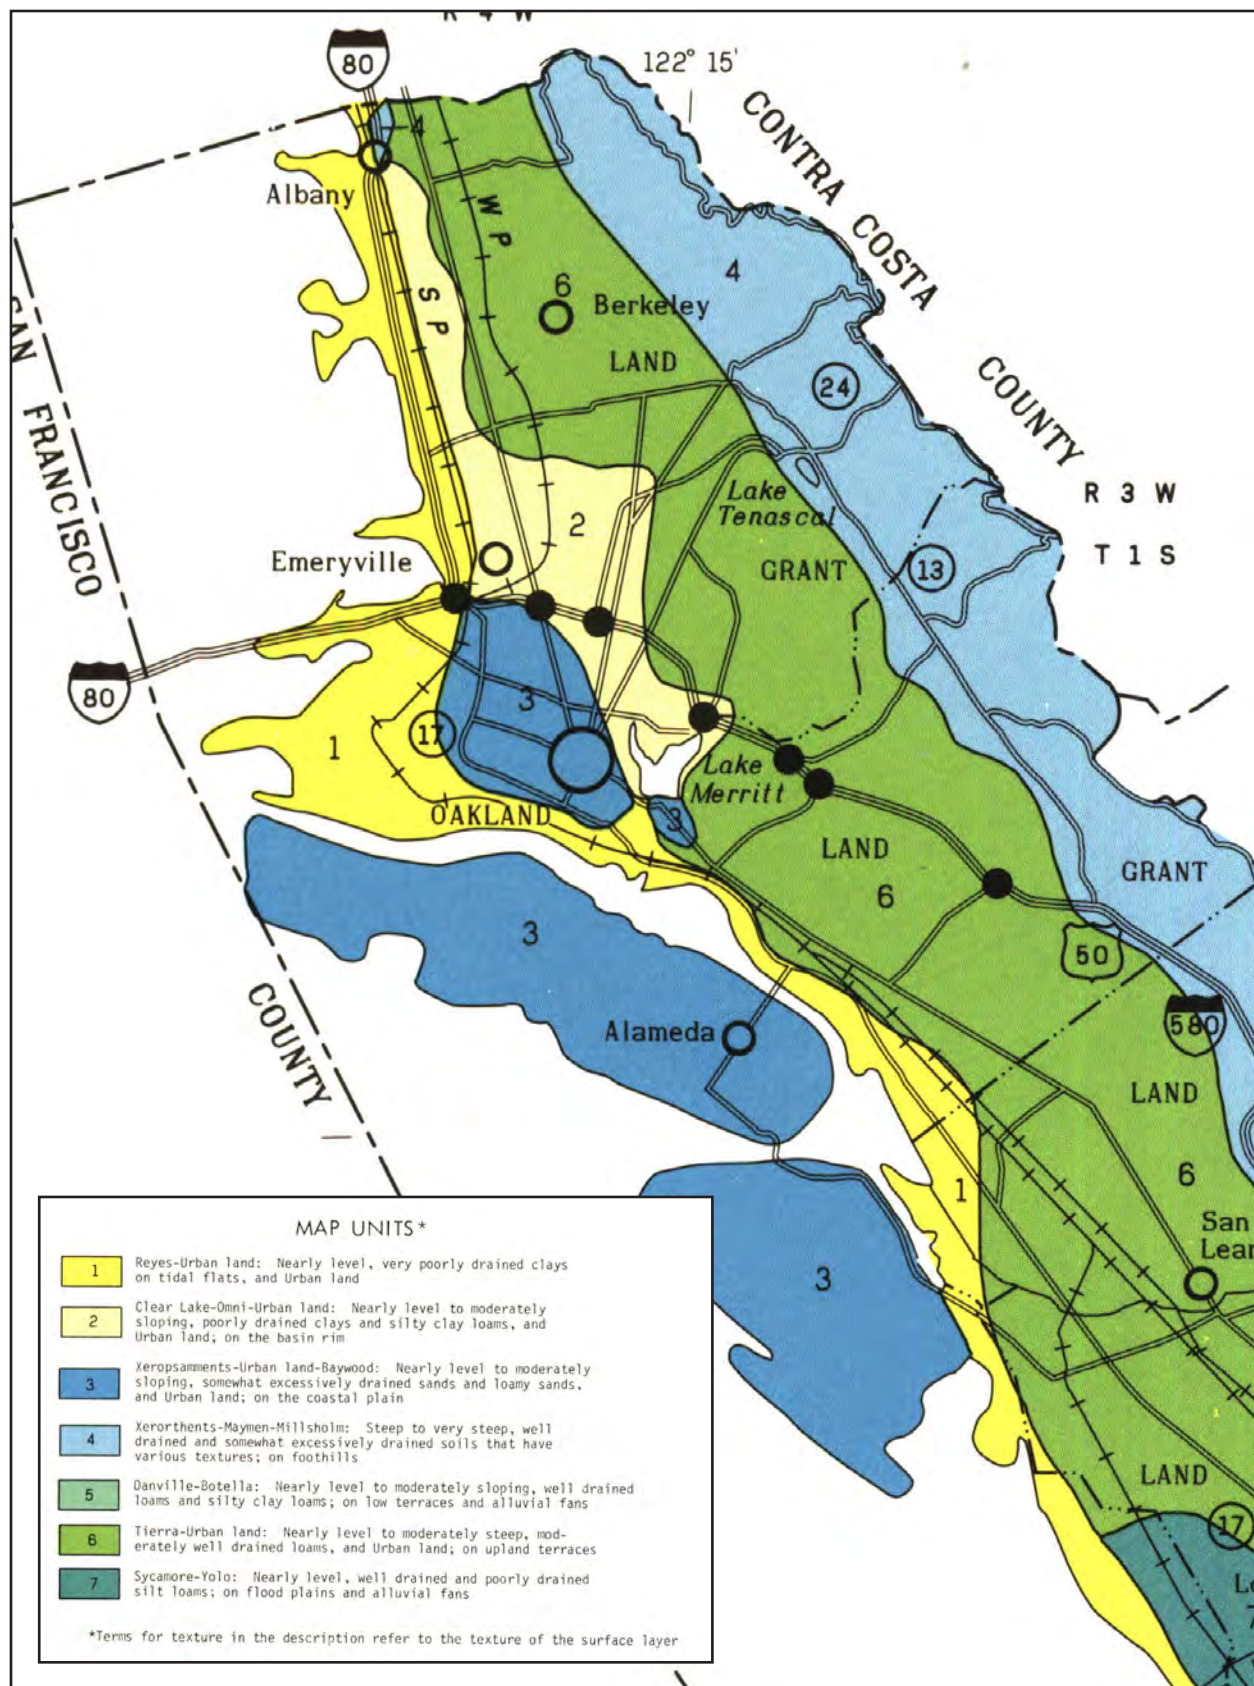 R 4 W
80
122° 15'
CONTRA COSTA COUNTY
4
Albany
W P
S P
4
6
Berkeley
LAND
SAN FRANCISCO COUNTY
24
R 3 W
T 1 S
Lake
Tenascal
2
GRANT
13
Emeryville
80
3
1
17
Lake
Merritt
OAKLAND
3
LAND
6
GRANT
3
50
580
Alameda
LAND
6
1
San
Lear
3
LAND
17
MAP UNITS*
1 Reyes-Urban land: Nearly level, very poorly drained clays
on tidal flats, and Urban land
2 Clear Lake-Omni-Urban land: Nearly level to moderately
sloping, poorly drained clays and silty clay loams, and
Urban land; on the basin rim
3 Xeropsamments-Urban land-Baywood: Nearly level to moderately
sloping, somewhat excessively drained sands and loamy sands,
and Urban land; on the coastal plain
4 Xerorthents-Maymen-Millsholm: Steep to very steep, well
drained and somewhat excessively drained soils that have
various textures; on foothills
5 Danville-Botella: Nearly level to moderately sloping, well drained
loams and silty clay loams; on low terraces and alluvial fans
6 Tierra-Urban land: Nearly level to moderately steep, mod-
erately well drained loams, and Urban land; on upland terraces
7 Sycamore-Yolo: Nearly level, well drained and poorly drained
silt loams; on flood plains and alluvial fans
*Terms for texture in the description refer to the texture of the surface layer